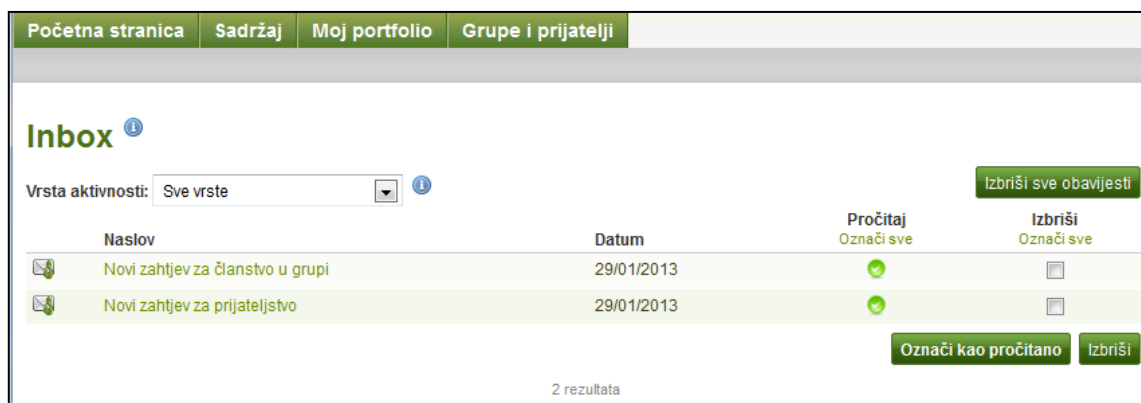 Početna stranica Sadržaj Moj portfolio Grupe i prijatelji
Inbox
Vrsta aktivnosti: Sve vrste
Izbriši sve obavijesti
Naslov Datum Pročitaj Izbriši
Označi sve Označi sve
Novi zahtjev za članstvo u grupi 29/01/2013
Novi zahtjev za prijateljstvo 29/01/2013
Označi kao pročitano Izbriši
2 rezultata